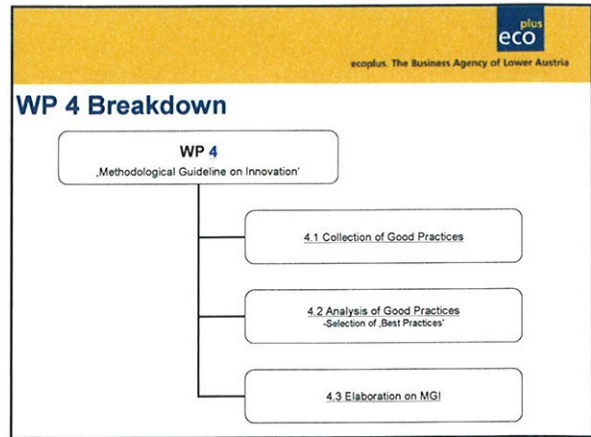 plus
eco
ecoplus. The Business Agency of Lower Austria
WP 4 Breakdown
WP 4
‚Methodological Guideline on Innovation‘
4.1 Collection of Good Practices
4.2 Analysis of Good Practices
-Selection of ‚Best Practices‘
4.3 Elaboration on MGI